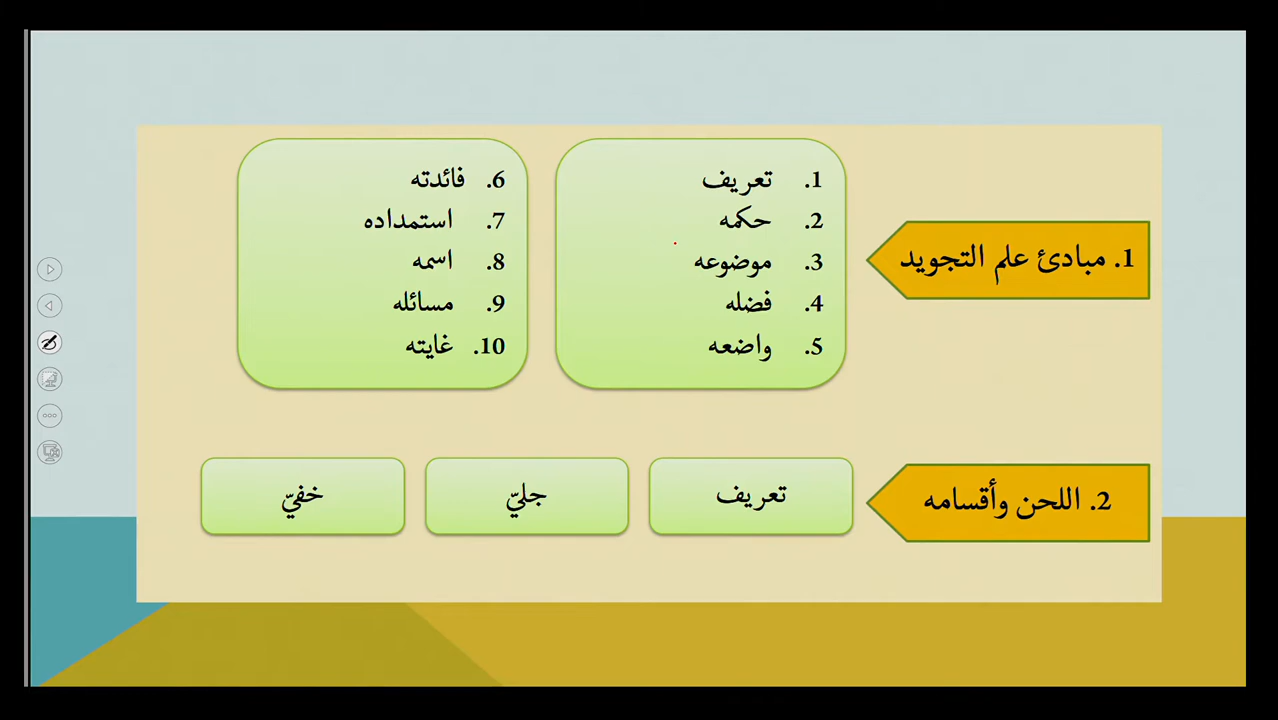 1. مبادئ علم التجويد
1. تعريف
2. حكمه
3. موضوعه
4. فضله
5. واضعه
6. فائدته
7. استمداده
8. اسمه
9. مسائله
10. غايته
2. اللحن وأقسامه
تعريف
جليّ
خفيّ